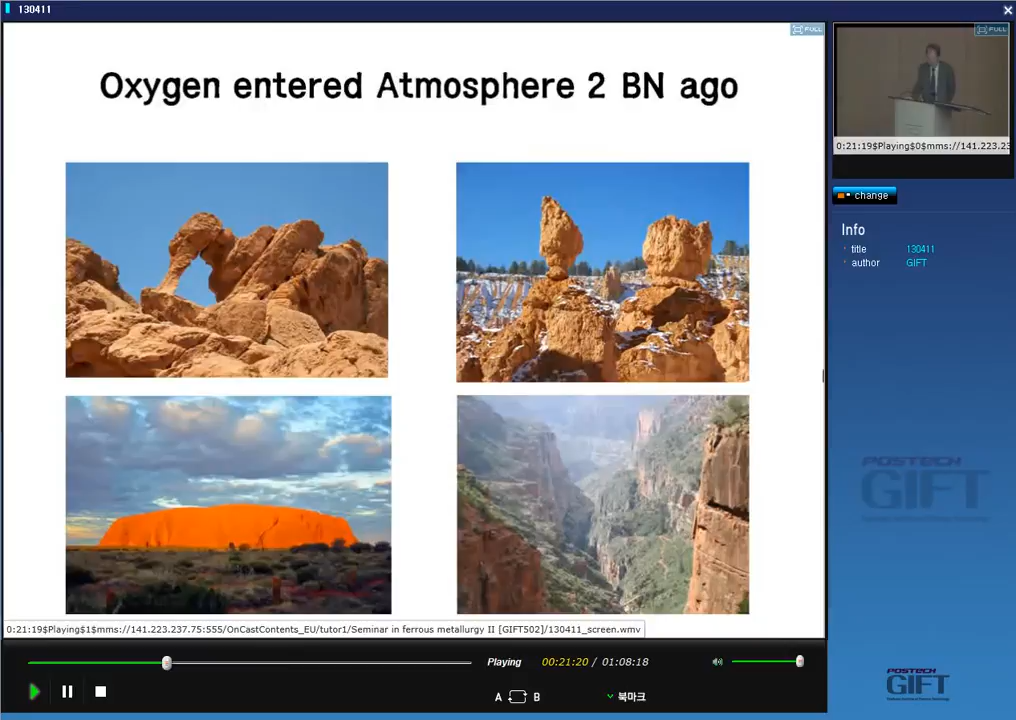 130411
FULL
Oxygen entered Atmosphere 2 BN ago
FULL
0:21:19$Playing$0$mms://141.223.23
change
Info
title 130411
author GIFT
POSTECH
GIFT
0:21:19$Playing$1$mms://141.223.237.75:555/OnCastContents_EU/tutor1/Seminar in ferrous metallurgy II [GIFT502]/130411_screen.wmv
Playing 00:21:20 / 01:08:18
A B 북마크
POSTECH
GIFT